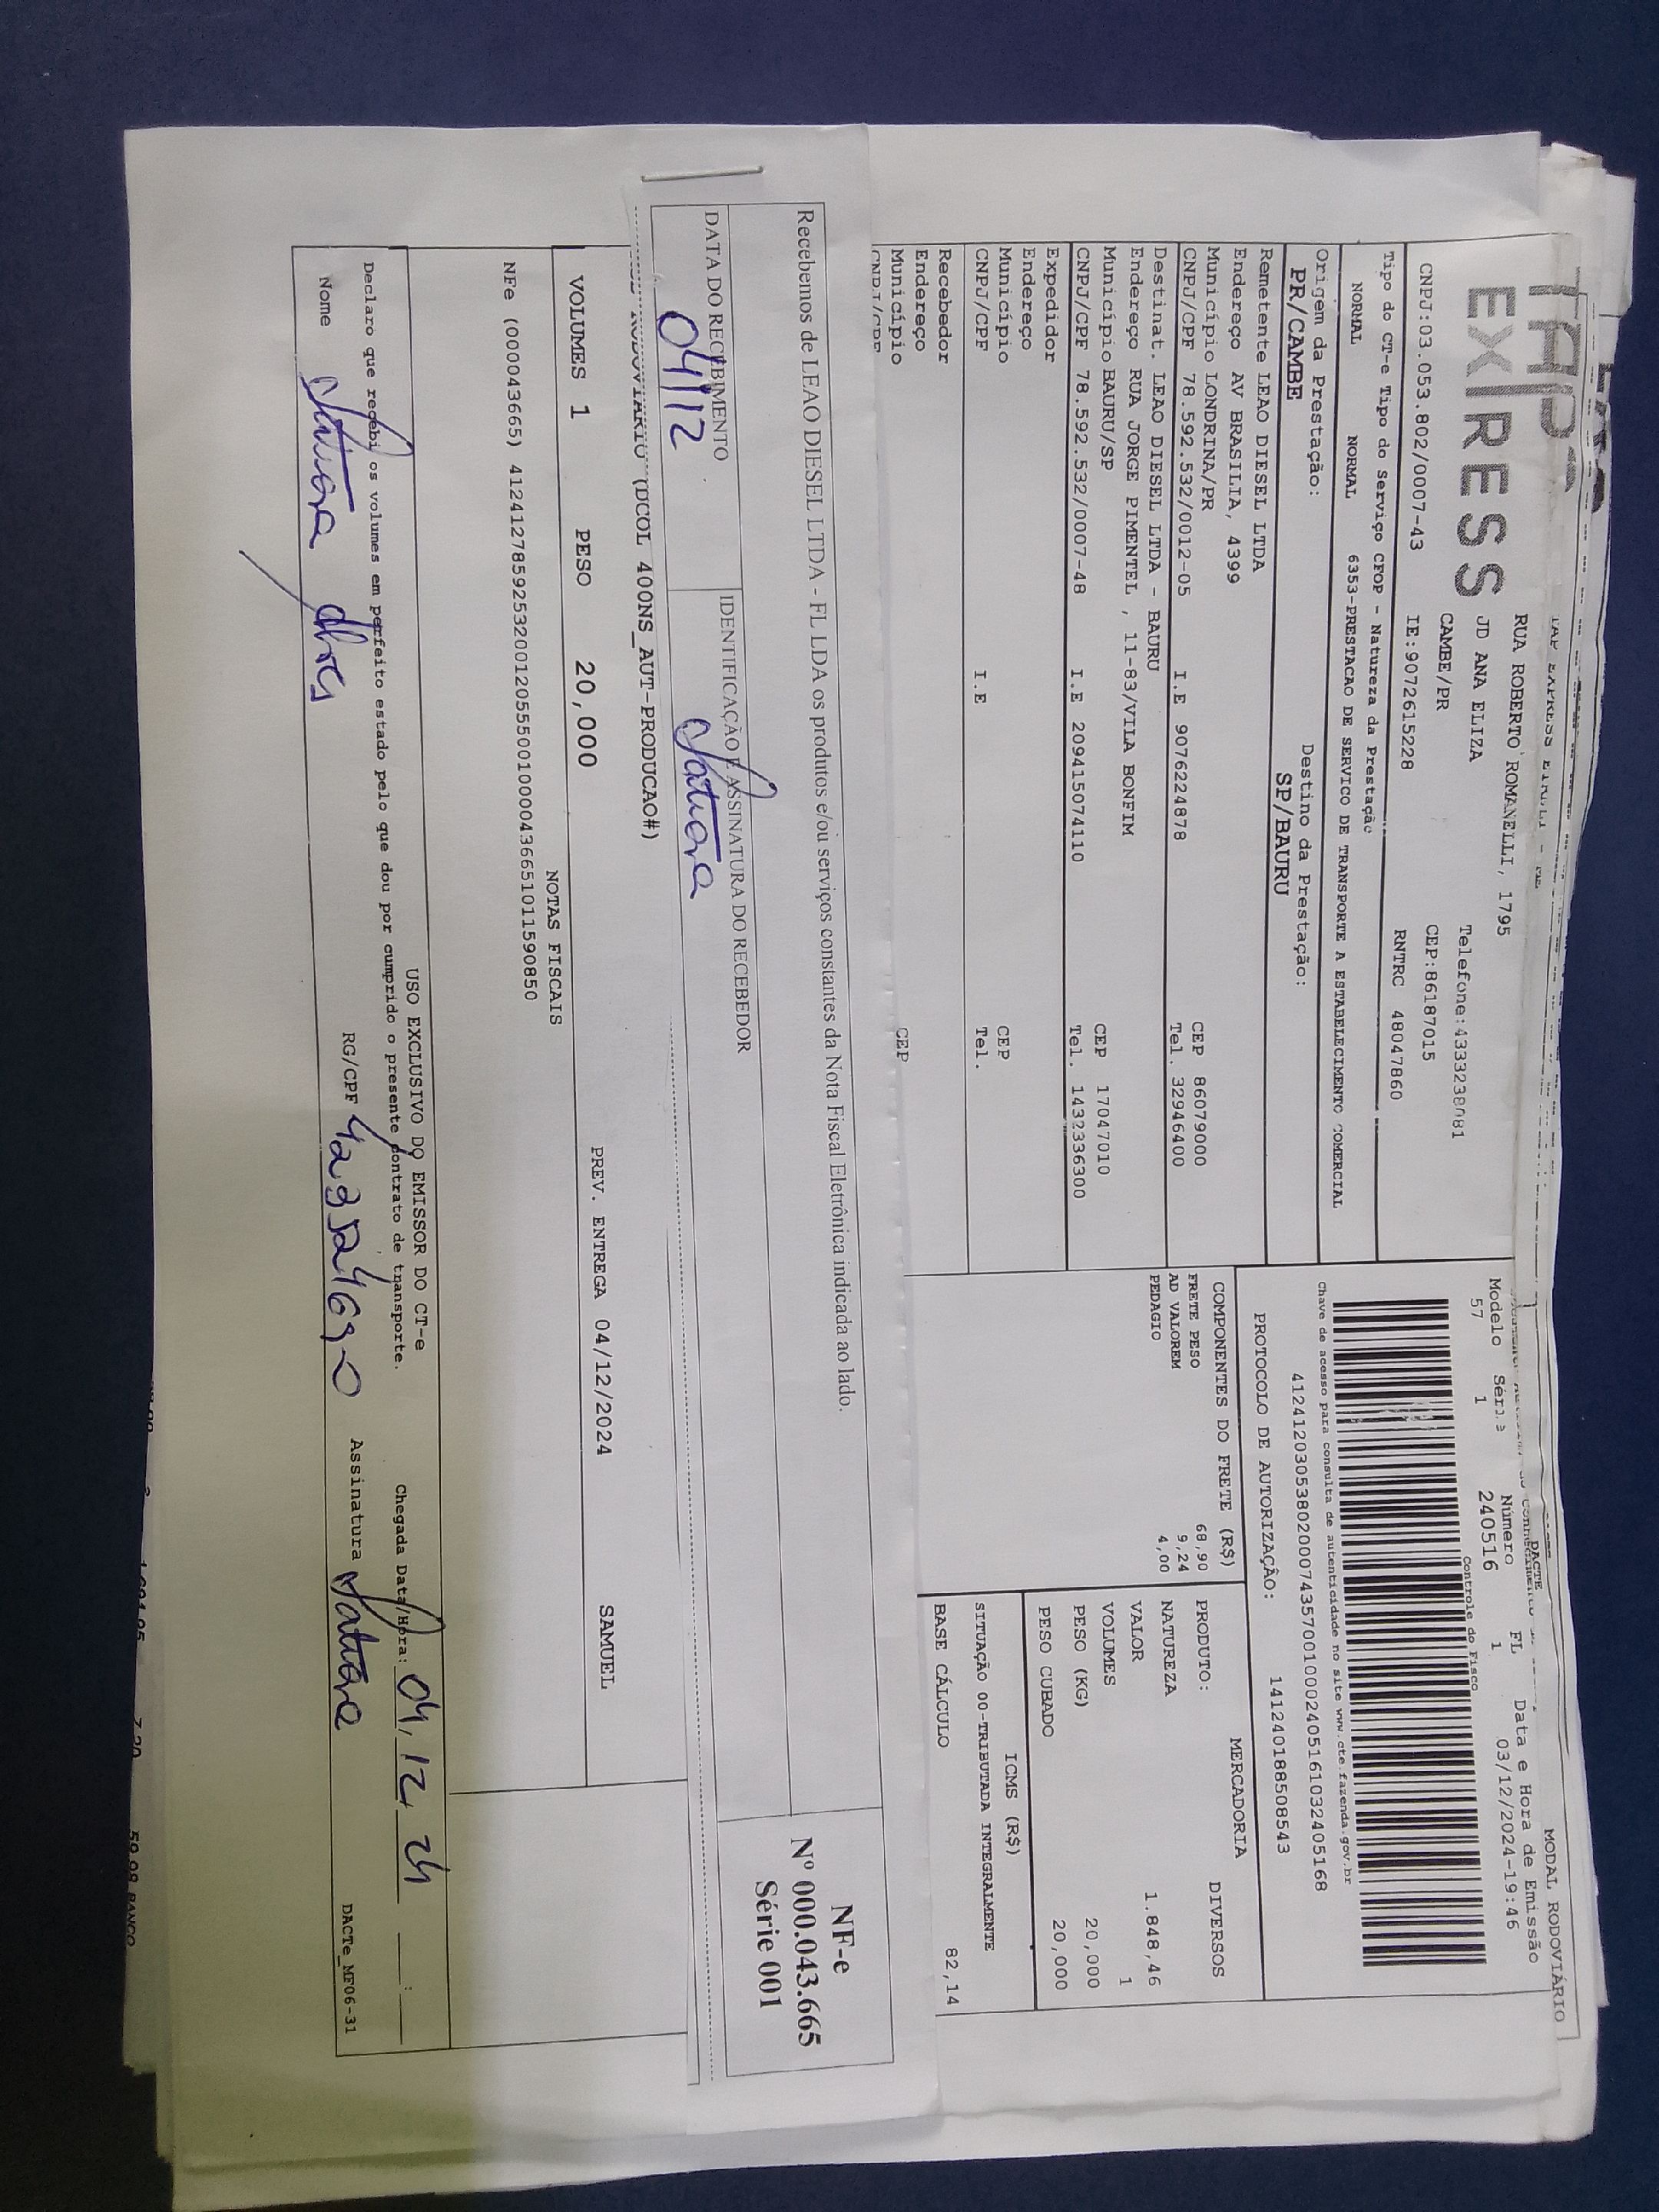 TAP
EXPRESS
RUA ROBERTO ROMANELLI, 1795
JD ANA ELIZA
Telefone:4333238081
CAMBE/PR
CEP:86187015
CNPJ:03.053.802/0007-43
IE:9072615228
RNTRC 48047860
Tipo do CT-e Tipo do Serviço CFOP - Natureza da Prestação
NORMAL NORMAL 6353-PRESTACAO DE SERVICO DE TRANSPORTE A ESTABELECIMENTO COMERCIAL
Origem da Prestação:
Destino da Prestação:
PR/CAMBE
SP/BAURU
Remetente LEAO DIESEL LTDA
Endereço AV BRASILIA, 4399
Município LONDRINA/PR
CEP 86079000
CNPJ/CPF 78.592.532/0012-05 I.E 9076224878
Tel. 32946400
Destinat. LEAO DIESEL LTDA - BAURU
Endereço RUA JORGE PIMENTEL , 11-83/VILA BONFIM
Município BAURU/SP
CEP 17047010
CNPJ/CPF 78.592.532/0007-48 I.E 209415074110
Tel. 1432336300
Expedidor
Endereço
Município
CEP
CNPJ/CPF
I.E
Tel.
Recebedor
Endereço
Município
CEP
CNPJ/CPF
MODAL RODOVIÁRIO
DACTE
Modelo Série Número FL Data e Hora de Emissão
57 1 240516 1 03/12/2024-19:46
Controle do Fisco
Chave de acesso para consulta de autenticidade no site www.cte.fazenda.gov.br
41241203053802000743570010002405161032405168
PROTOCOLO DE AUTORIZAÇÃO: 141240188508543
COMPONENTES DO FRETE (R$)
FRETE PESO 68,90
AD VALOREM 9,24
PEDAGIO 4,00
MERCADORIA
PRODUTO: DIVERSOS
NATUREZA
VALOR 1.848,46
VOLUMES 1
PESO (KG) 20,000
PESO CUBADO 20,000
ICMS (R$)
SITUAÇÃO 00-TRIBUTADA INTEGRALMENTE
BASE CÁLCULO 82,14
Recebemos de LEAO DIESEL LTDA - FL LDA os produtos e/ou serviços constantes da Nota Fiscal Eletrônica indicada ao lado.
NF-e
Nº 000.043.665
Série 001
DATA DO RECEBIMENTO
IDENTIFICAÇÃO E ASSINATURA DO RECEBEDOR
04/12
(DCOL 400NS_AUT-PRODUCAO#)
VOLUMES 1 PESO 20,000 PREV. ENTREGA 04/12/2024 SAMUEL
NOTAS FISCAIS
NFe (000043665) 41241278592532001205550010000436651011590850
USO EXCLUSIVO DO EMISSOR DO CT-e
Declaro que recebi os volumes em perfeito estado pelo que dou por cumprido o presente contrato de transporte.
Chegada Data/Hora: 04, 12, 24
Nome
RG/CPF
Assinatura
DACTe_MF06-31